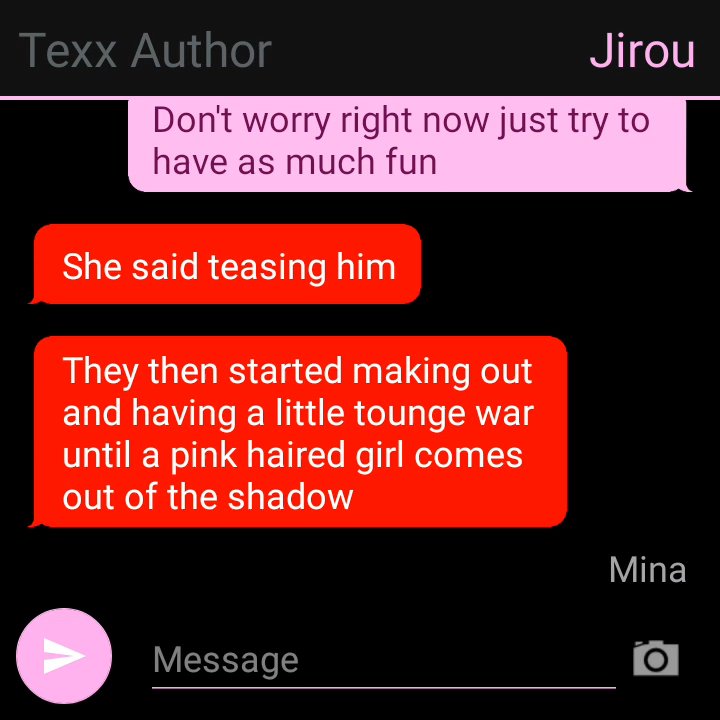 Texx Author
Jirou
Don't worry right now just try to
have as much fun
She said teasing him
They then started making out
and having a little tounge war
until a pink haired girl comes
out of the shadow
Mina
Message